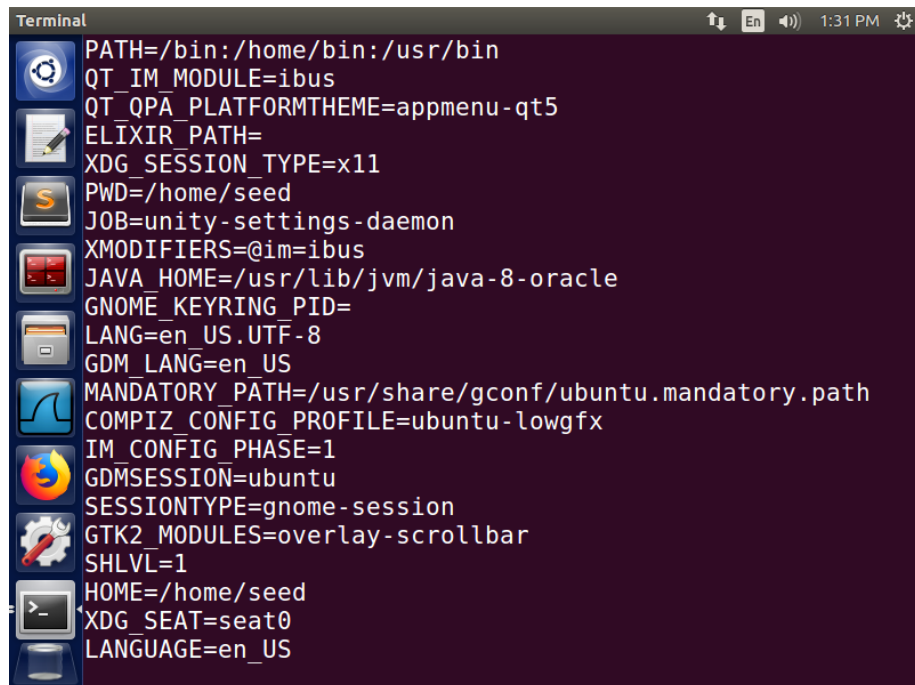 Terminal
En 1:31 PM
PATH=/bin:/home/bin:/usr/bin
QT_IM_MODULE=ibus
QT_QPA_PLATFORMTHEME=appmenu-qt5
ELIXIR_PATH=
XDG_SESSION_TYPE=x11
PWD=/home/seed
JOB=unity-settings-daemon
XMODIFIERS=@im=ibus
JAVA_HOME=/usr/lib/jvm/java-8-oracle
GNOME_KEYRING_PID=
LANG=en_US.UTF-8
GDM_LANG=en_US
MANDATORY_PATH=/usr/share/gconf/ubuntu.mandatory.path
COMPIZ_CONFIG_PROFILE=ubuntu-lowgfx
IM_CONFIG_PHASE=1
GDMSESSION=ubuntu
SESSIONTYPE=gnome-session
GTK2_MODULES=overlay-scrollbar
SHLVL=1
HOME=/home/seed
XDG_SEAT=seat0
LANGUAGE=en_US